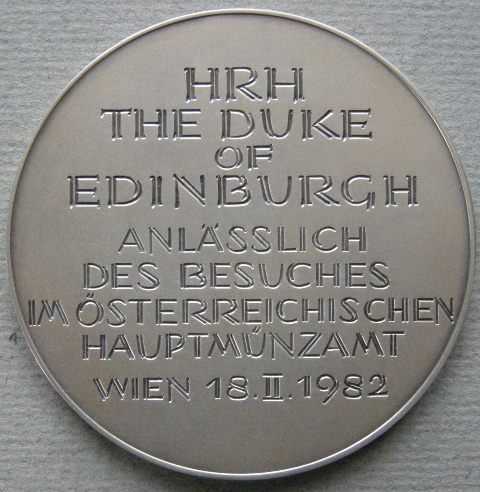 HRH
THE DUKE
OF
EDINBURGH
ANLÄSSLICH
DES BESUCHES
IM ÖSTERREICHISCHEN
HAUPTMÜNZAMT
WIEN 18.II.1982